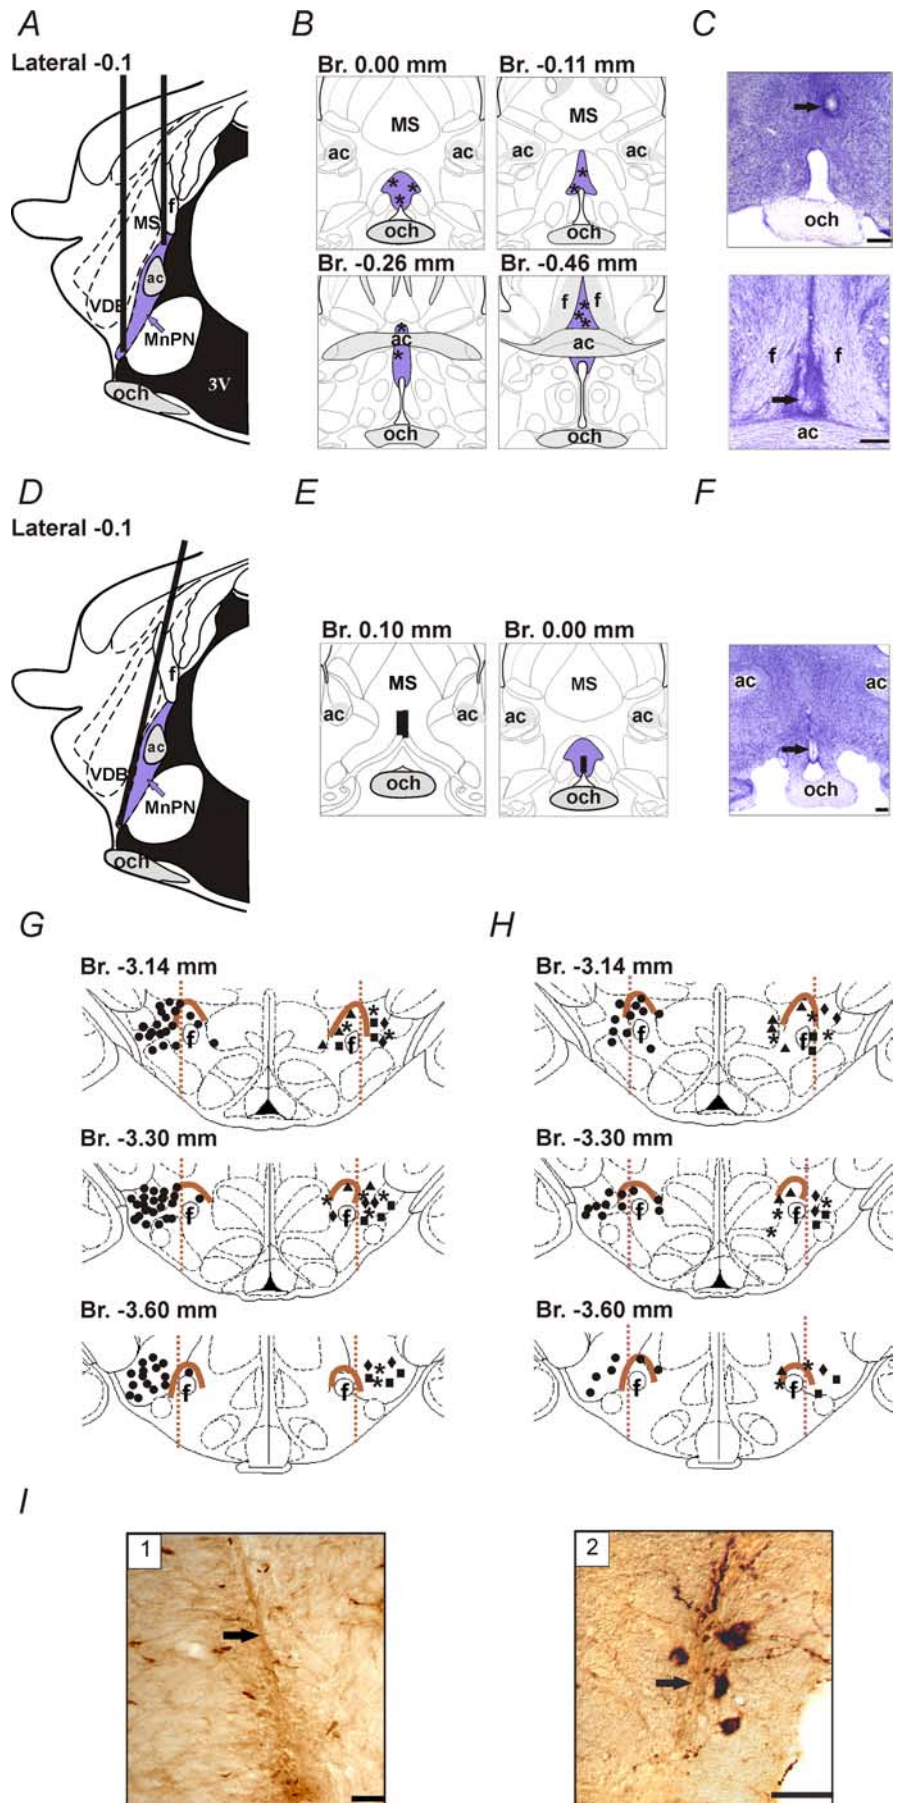 A
Lateral -0.1
f
MS
ac
VDB
MnPN
3V
och
B
Br. 0.00 mm
MS
ac
ac
och
Br. -0.11 mm
MS
ac
ac
och
Br. -0.26 mm
ac
och
Br. -0.46 mm
f
f
ac
och
C
och
f
f
ac
D
Lateral -0.1
f
ac
VDB
MnPN
och
E
Br. 0.10 mm
MS
ac
ac
och
Br. 0.00 mm
MS
ac
ac
och
F
ac
ac
och
G
Br. -3.14 mm
f
f
Br. -3.30 mm
f
f
Br. -3.60 mm
f
f
H
Br. -3.14 mm
f
f
Br. -3.30 mm
f
f
Br. -3.60 mm
f
f
I
1
2